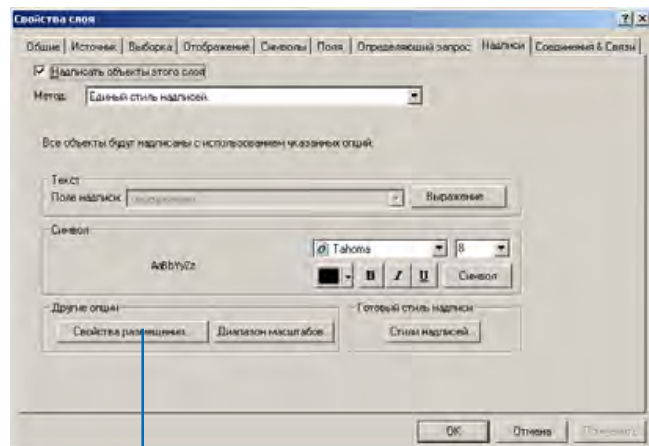 Свойства слоя
Общие Источник Выборка Отображение Символы Поля Определяющий запрос Надписи Соединения & Связи
Надписать объекты этого слоя
Метод: Единый стиль надписей.
Все объекты будут надписаны с использованием указанных опций.
Текст
Поле надписи: Выражение...
Символ
AaBbYyZz
Tahoma 8
B I U Символ
Другие опции
Готовый стиль надписи
Свойства размещения... Диапазон масштабов... Стили надписей...
OK Отмена Применить